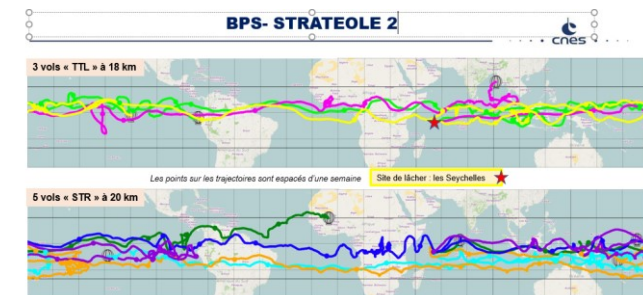 BPS- STRATEOLE 2
cnes
3 vols « TTL » à 18 km
Les points sur les trajectoires sont espacés d'une semaine
Site de lâcher : les Seychelles
5 vols « STR » à 20 km